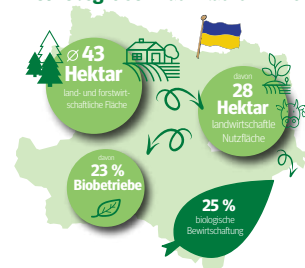 Ø 43
Hektar
land- und forstwirt-
schaftliche Fläche
davon
28
Hektar
landwirtschaftle
Nutzfläche
davon
23 %
Biobetriebe
25 %
biologische
Bewirtschaftung